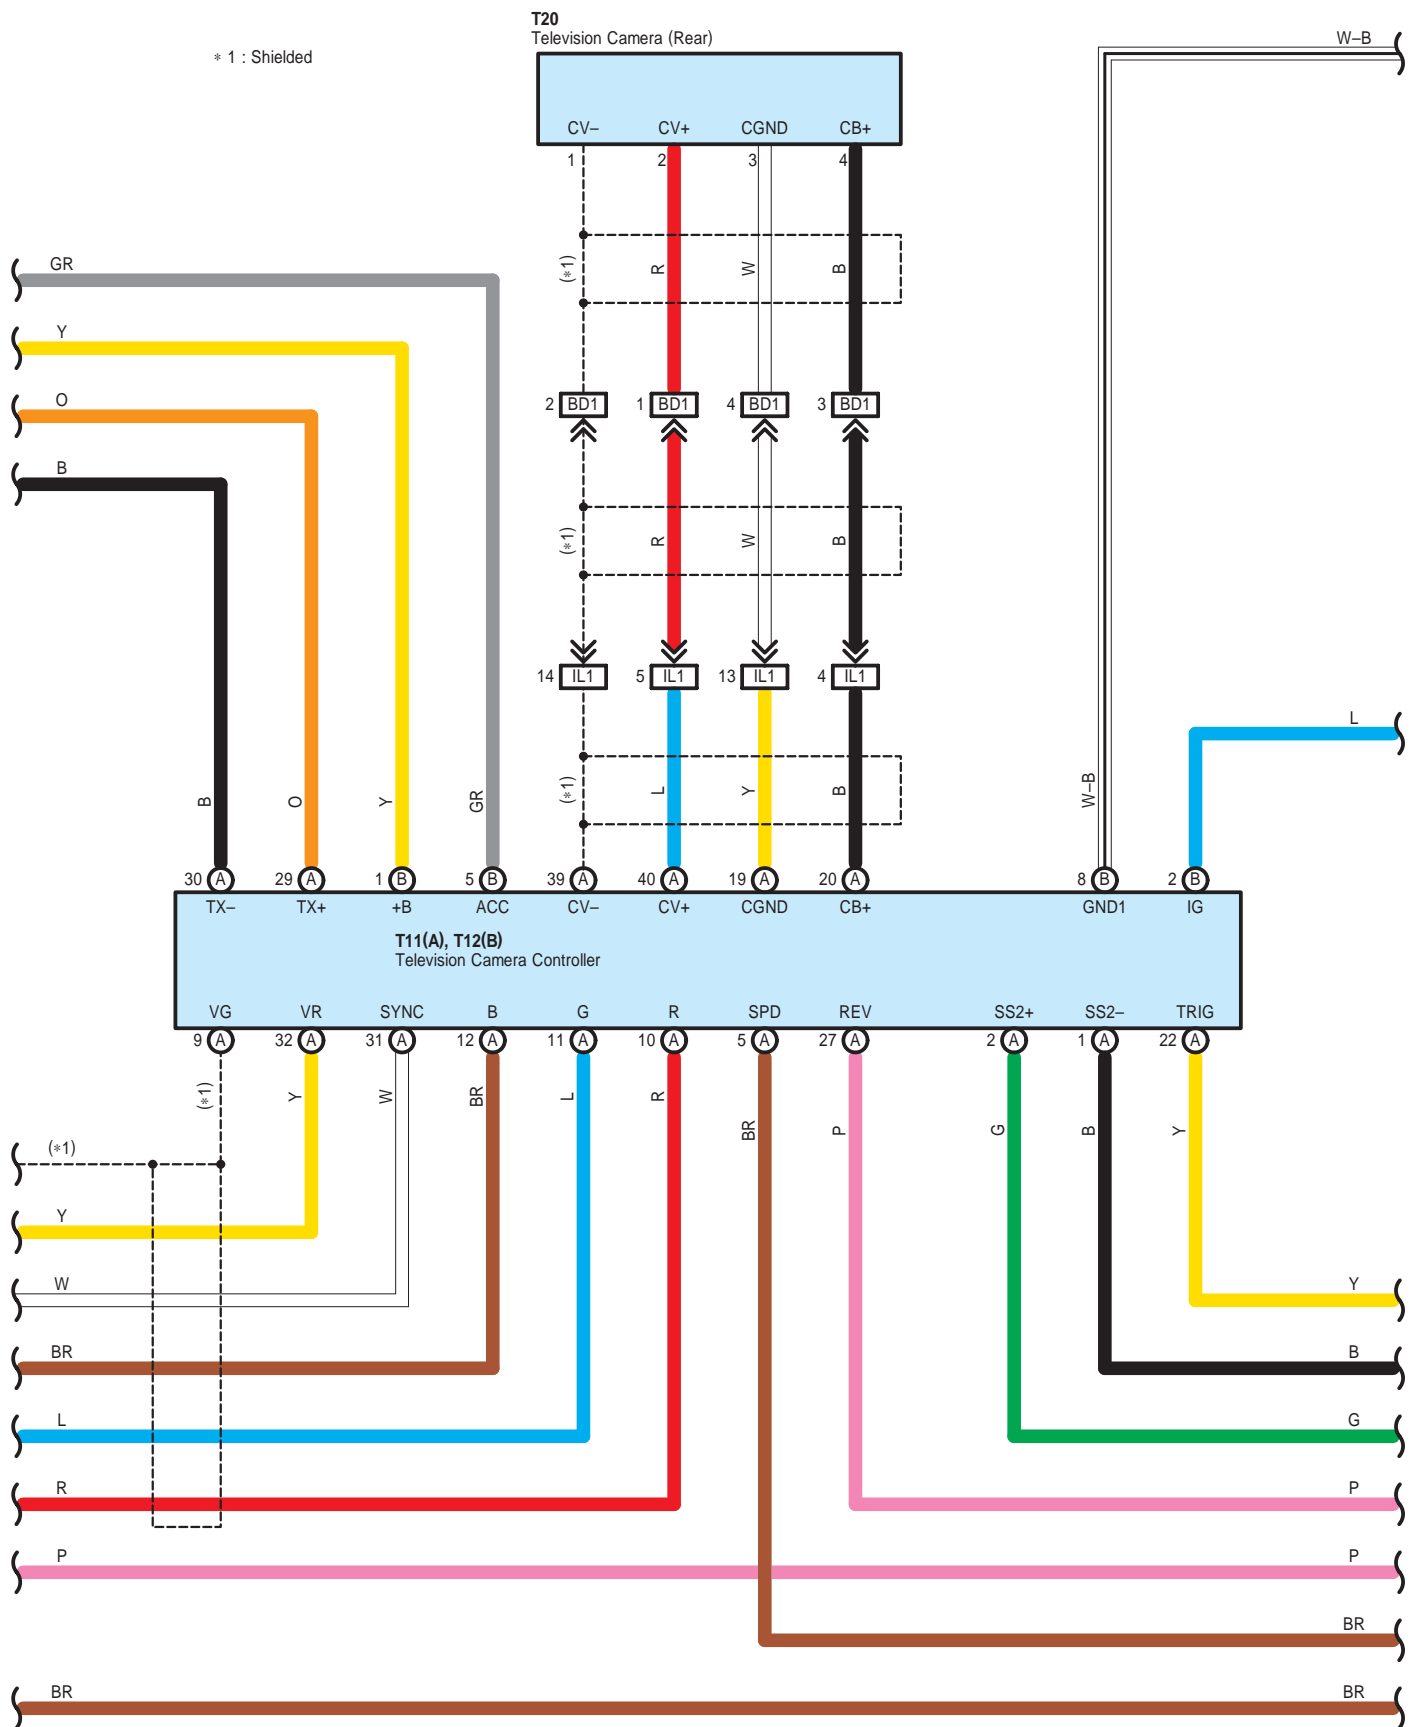 T20
Television Camera (Rear)
∗ 1 : Shielded
W–B
CV– CV+ CGND CB+
1 2 3 4
GR
(∗1) R W B
Y
O
2 BD1 1 BD1 4 BD1 3 BD1
B
(∗1) R W B
14 IL1 5 IL1 13 IL1 4 IL1
L
B O Y GR (∗1) L Y B W–B
30 A 29 A 1 B 5 B 39 A 40 A 19 A 20 A 8 B 2 B
TX– TX+ +B ACC CV– CV+ CGND CB+ GND1 IG
T11(A), T12(B)
Television Camera Controller
VG VR SYNC B G R SPD REV SS2+ SS2– TRIG
9 A 32 A 31 A 12 A 11 A 10 A 5 A 27 A 2 A 1 A 22 A
(∗1) Y W BR L R BR P G B Y
(∗1)
Y
W Y
BR B
L G
R P
P P
BR
BR BR